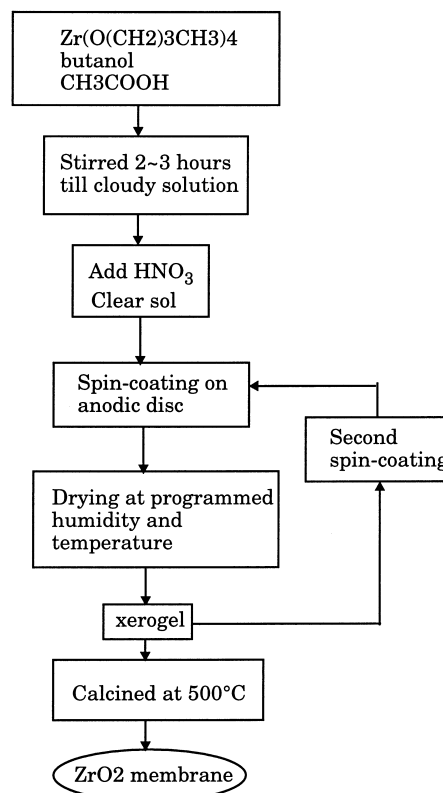 Zr(O(CH2)3CH3)4
butanol
CH3COOH
Stirred 2~3 hours
till cloudy solution
Add HNO3
Clear sol
Spin-coating on
anodic disc
Second
spin-coating
Drying at programmed
humidity and
temperature
xerogel
Calcined at 500°C
ZrO2 membrane